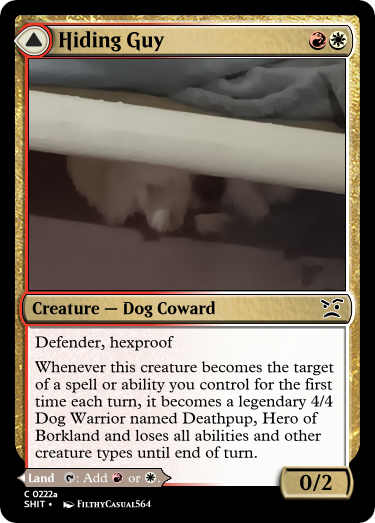 Hiding Guy
Creature — Dog Coward
Defender, hexproof
Whenever this creature becomes the target
of a spell or ability you control for the first
time each turn, it becomes a legendary 4/4
Dog Warrior named Deathpup, Hero of
Borkland and loses all abilities and other
creature types until end of turn.
Land : Add or .
0/2
C 0222a
SHIT • FilthyCasual564